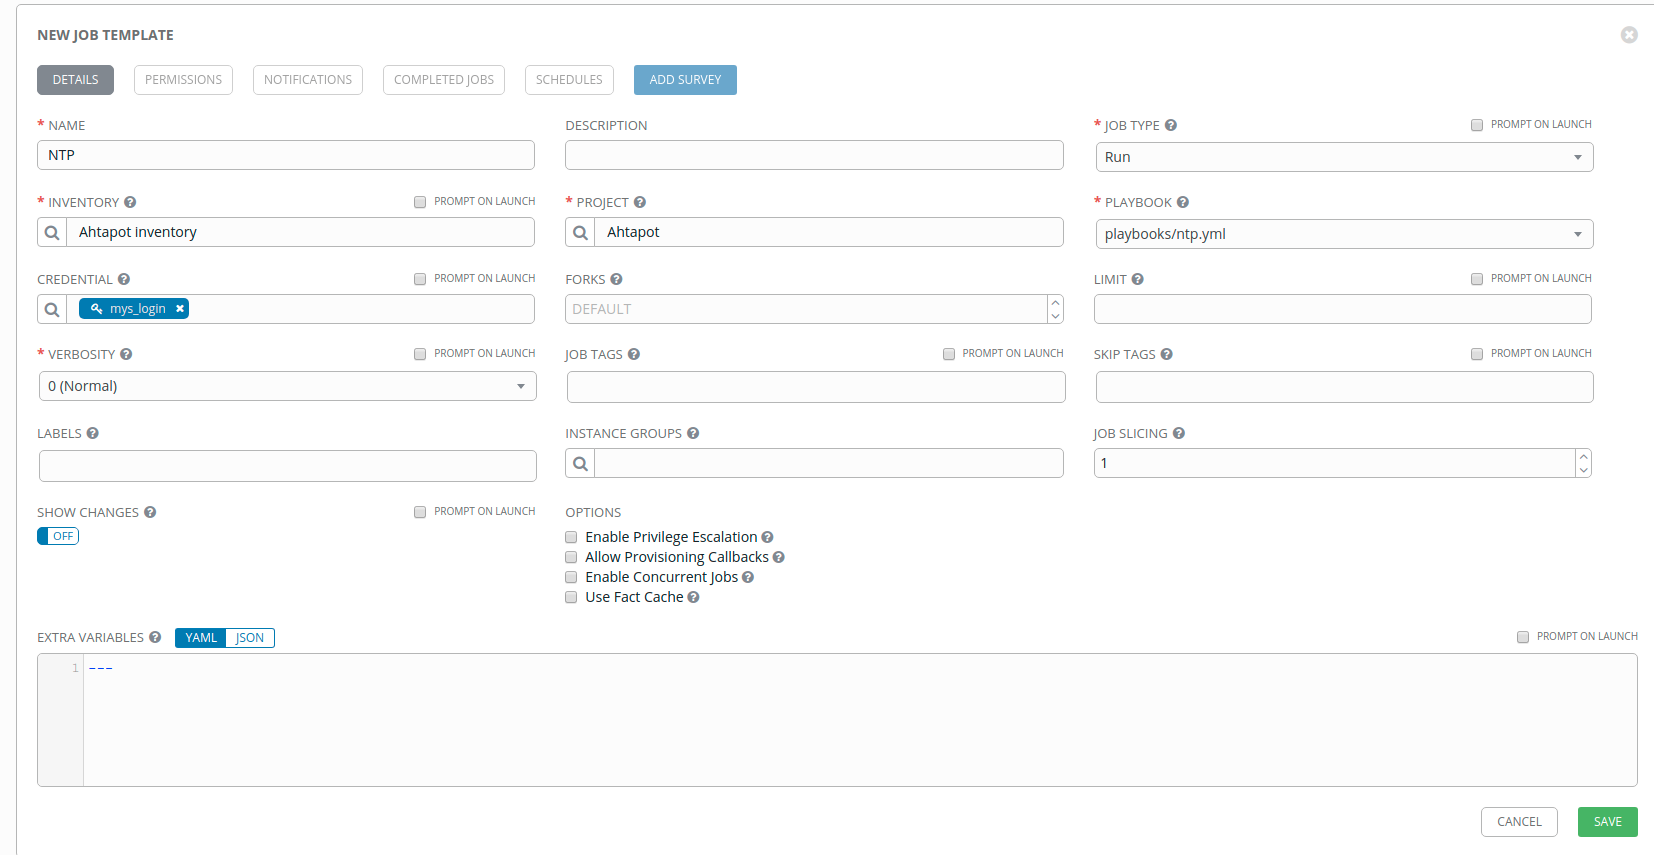 NEW JOB TEMPLATE
DETAILS PERMISSIONS NOTIFICATIONS COMPLETED JOBS SCHEDULES ADD SURVEY
* NAME DESCRIPTION * JOB TYPE PROMPT ON LAUNCH
NTP Run
* INVENTORY PROMPT ON LAUNCH * PROJECT * PLAYBOOK
Ahtapot inventory Ahtapot playbooks/ntp.yml
CREDENTIAL PROMPT ON LAUNCH FORKS LIMIT PROMPT ON LAUNCH
mys_login DEFAULT
* VERBOSITY PROMPT ON LAUNCH JOB TAGS PROMPT ON LAUNCH SKIP TAGS PROMPT ON LAUNCH
0 (Normal)
LABELS INSTANCE GROUPS JOB SLICING
1
SHOW CHANGES PROMPT ON LAUNCH OPTIONS
OFF Enable Privilege Escalation
Allow Provisioning Callbacks
Enable Concurrent Jobs
Use Fact Cache
EXTRA VARIABLES YAML JSON PROMPT ON LAUNCH
1 ---
CANCEL SAVE